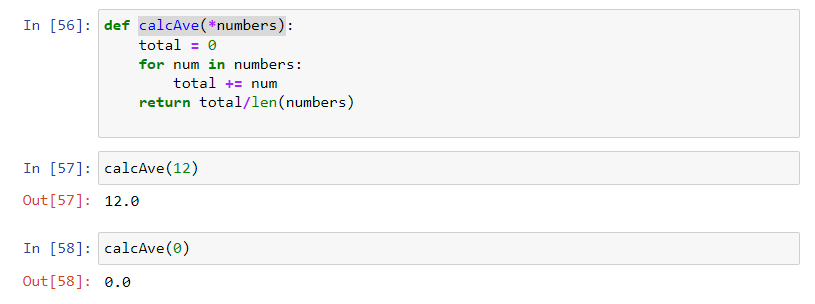 In [56]: def calcAve(*numbers):
    total = 0
    for num in numbers:
        total += num
    return total/len(numbers)
In [57]: calcAve(12)
Out[57]: 12.0
In [58]: calcAve(0)
Out[58]: 0.0